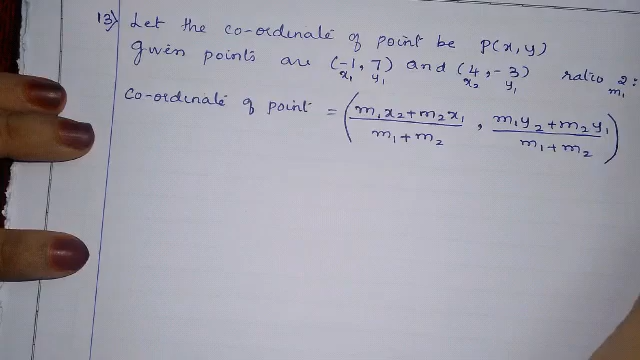 13) Let the co-ordinate of point be P(x, y)
Given points are (-1, 7) and (4, -3) ratio 2:
x₁ y₁ x₂ y₁ m₁
co-ordinate of point = (m₁x₂+m₂x₁ / m₁+m₂ , m₁y₂+m₂y₁ / m₁+m₂)